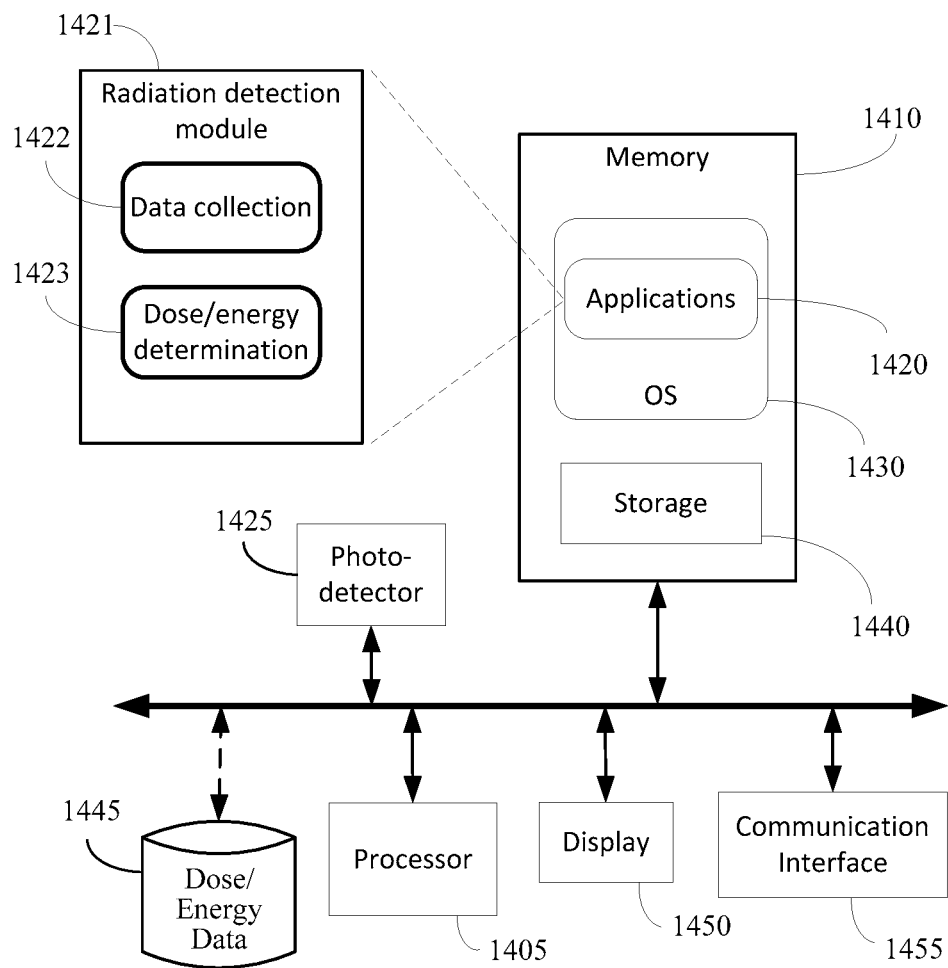 1421
Radiation detection
module
1422
Data collection
1423
Dose/energy
determination
1410
Memory
Applications
1420
OS
1430
Storage
1440
1425
Photo-
detector
1445
Dose/
Energy
Data
Processor
1405
Display
1450
Communication
Interface
1455